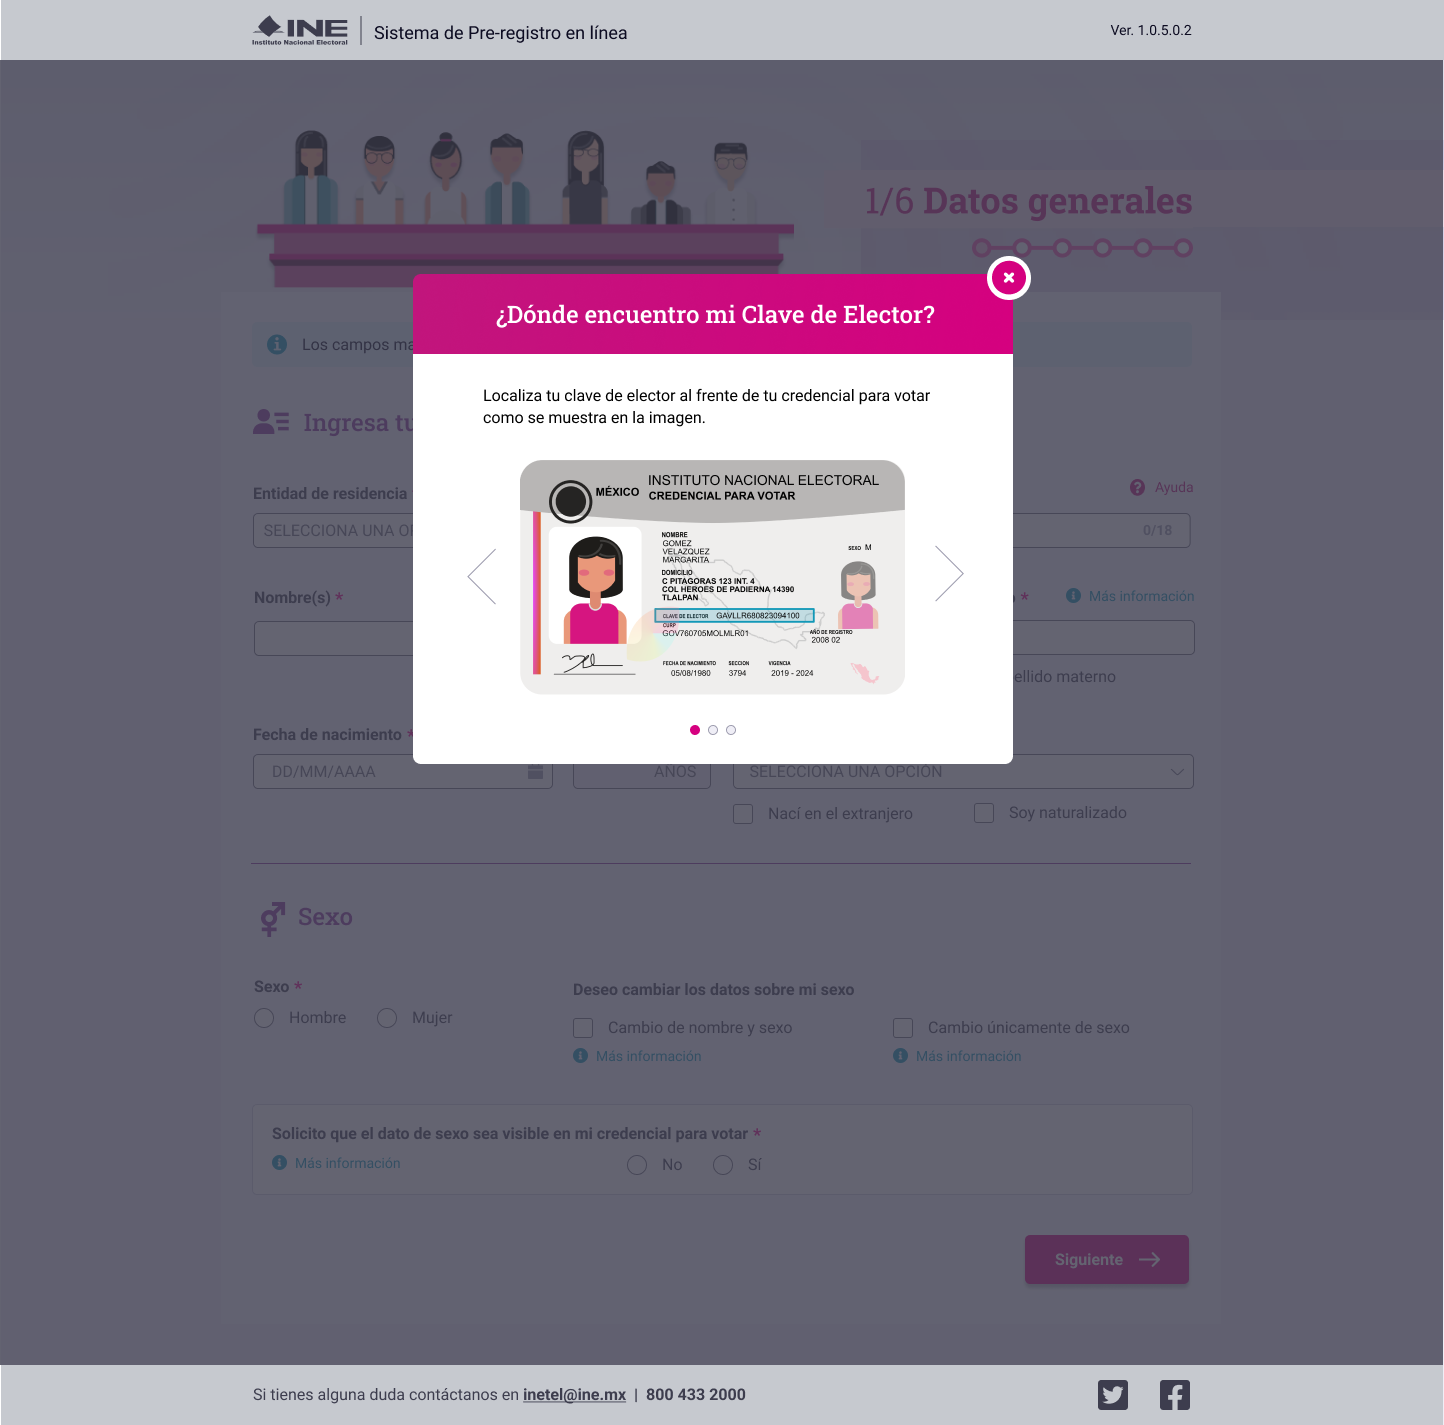 INE
Instituto Nacional Electoral
Sistema de Pre-registro en línea
Ver. 1.0.5.0.2
1/6 Datos generales
¿Dónde encuentro mi Clave de Elector?
Los campos ma
Localiza tu clave de elector al frente de tu credencial para votar
como se muestra en la imagen.
Ingresa tu
Entidad de residencia
Ayuda
SELECCIONA UNA OP
0/18
MÉXICO
INSTITUTO NACIONAL ELECTORAL
CREDENCIAL PARA VOTAR
NOMBRE
GOMEZ
VELAZQUEZ
MARGARITA
SEXO M
DOMICILIO
C PITAGORAS 123 INT. 4
COL HEROES DE PADIERNA 14390
TLALPAN
CLAVE DE ELECTOR GAVLLR680823094100
CURP
GOV760705MOLMLR01
AÑO DE REGISTRO
2008 02
FECHA DE NACIMIENTO SECCION VIGENCIA
05/08/1980 3794 2019 - 2024
Nombre(s) *
*
Más información
ellido materno
Fecha de nacimiento *
DD/MM/AAAA
AÑOS
SELECCIONA UNA OPCIÓN
Nací en el extranjero
Soy naturalizado
Sexo
Sexo *
Deseo cambiar los datos sobre mi sexo
Hombre
Mujer
Cambio de nombre y sexo
Cambio únicamente de sexo
Más información
Más información
Solicito que el dato de sexo sea visible en mi credencial para votar *
Más información
No
Sí
Siguiente
Si tienes alguna duda contáctanos en inetel@ine.mx | 800 433 2000